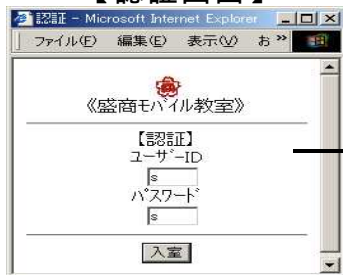 【認証画面】
認証 - Microsoft Internet Explorer
ファイル(F) 編集(E) 表示(V) お »
《盛商モバイル教室》
【認証】
ユーザーID
s
パスワード
s
入室